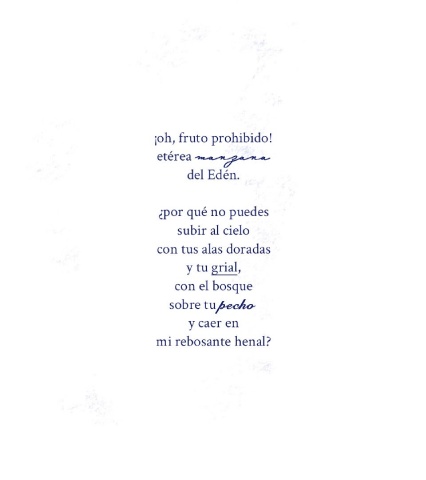 ¡oh, fruto prohibido!
etérea manzana
del Edén.
¿por qué no puedes
subir al cielo
con tus alas doradas
y tu grial,
con el bosque
sobre tu pecho
y caer en
mi rebosante henal?